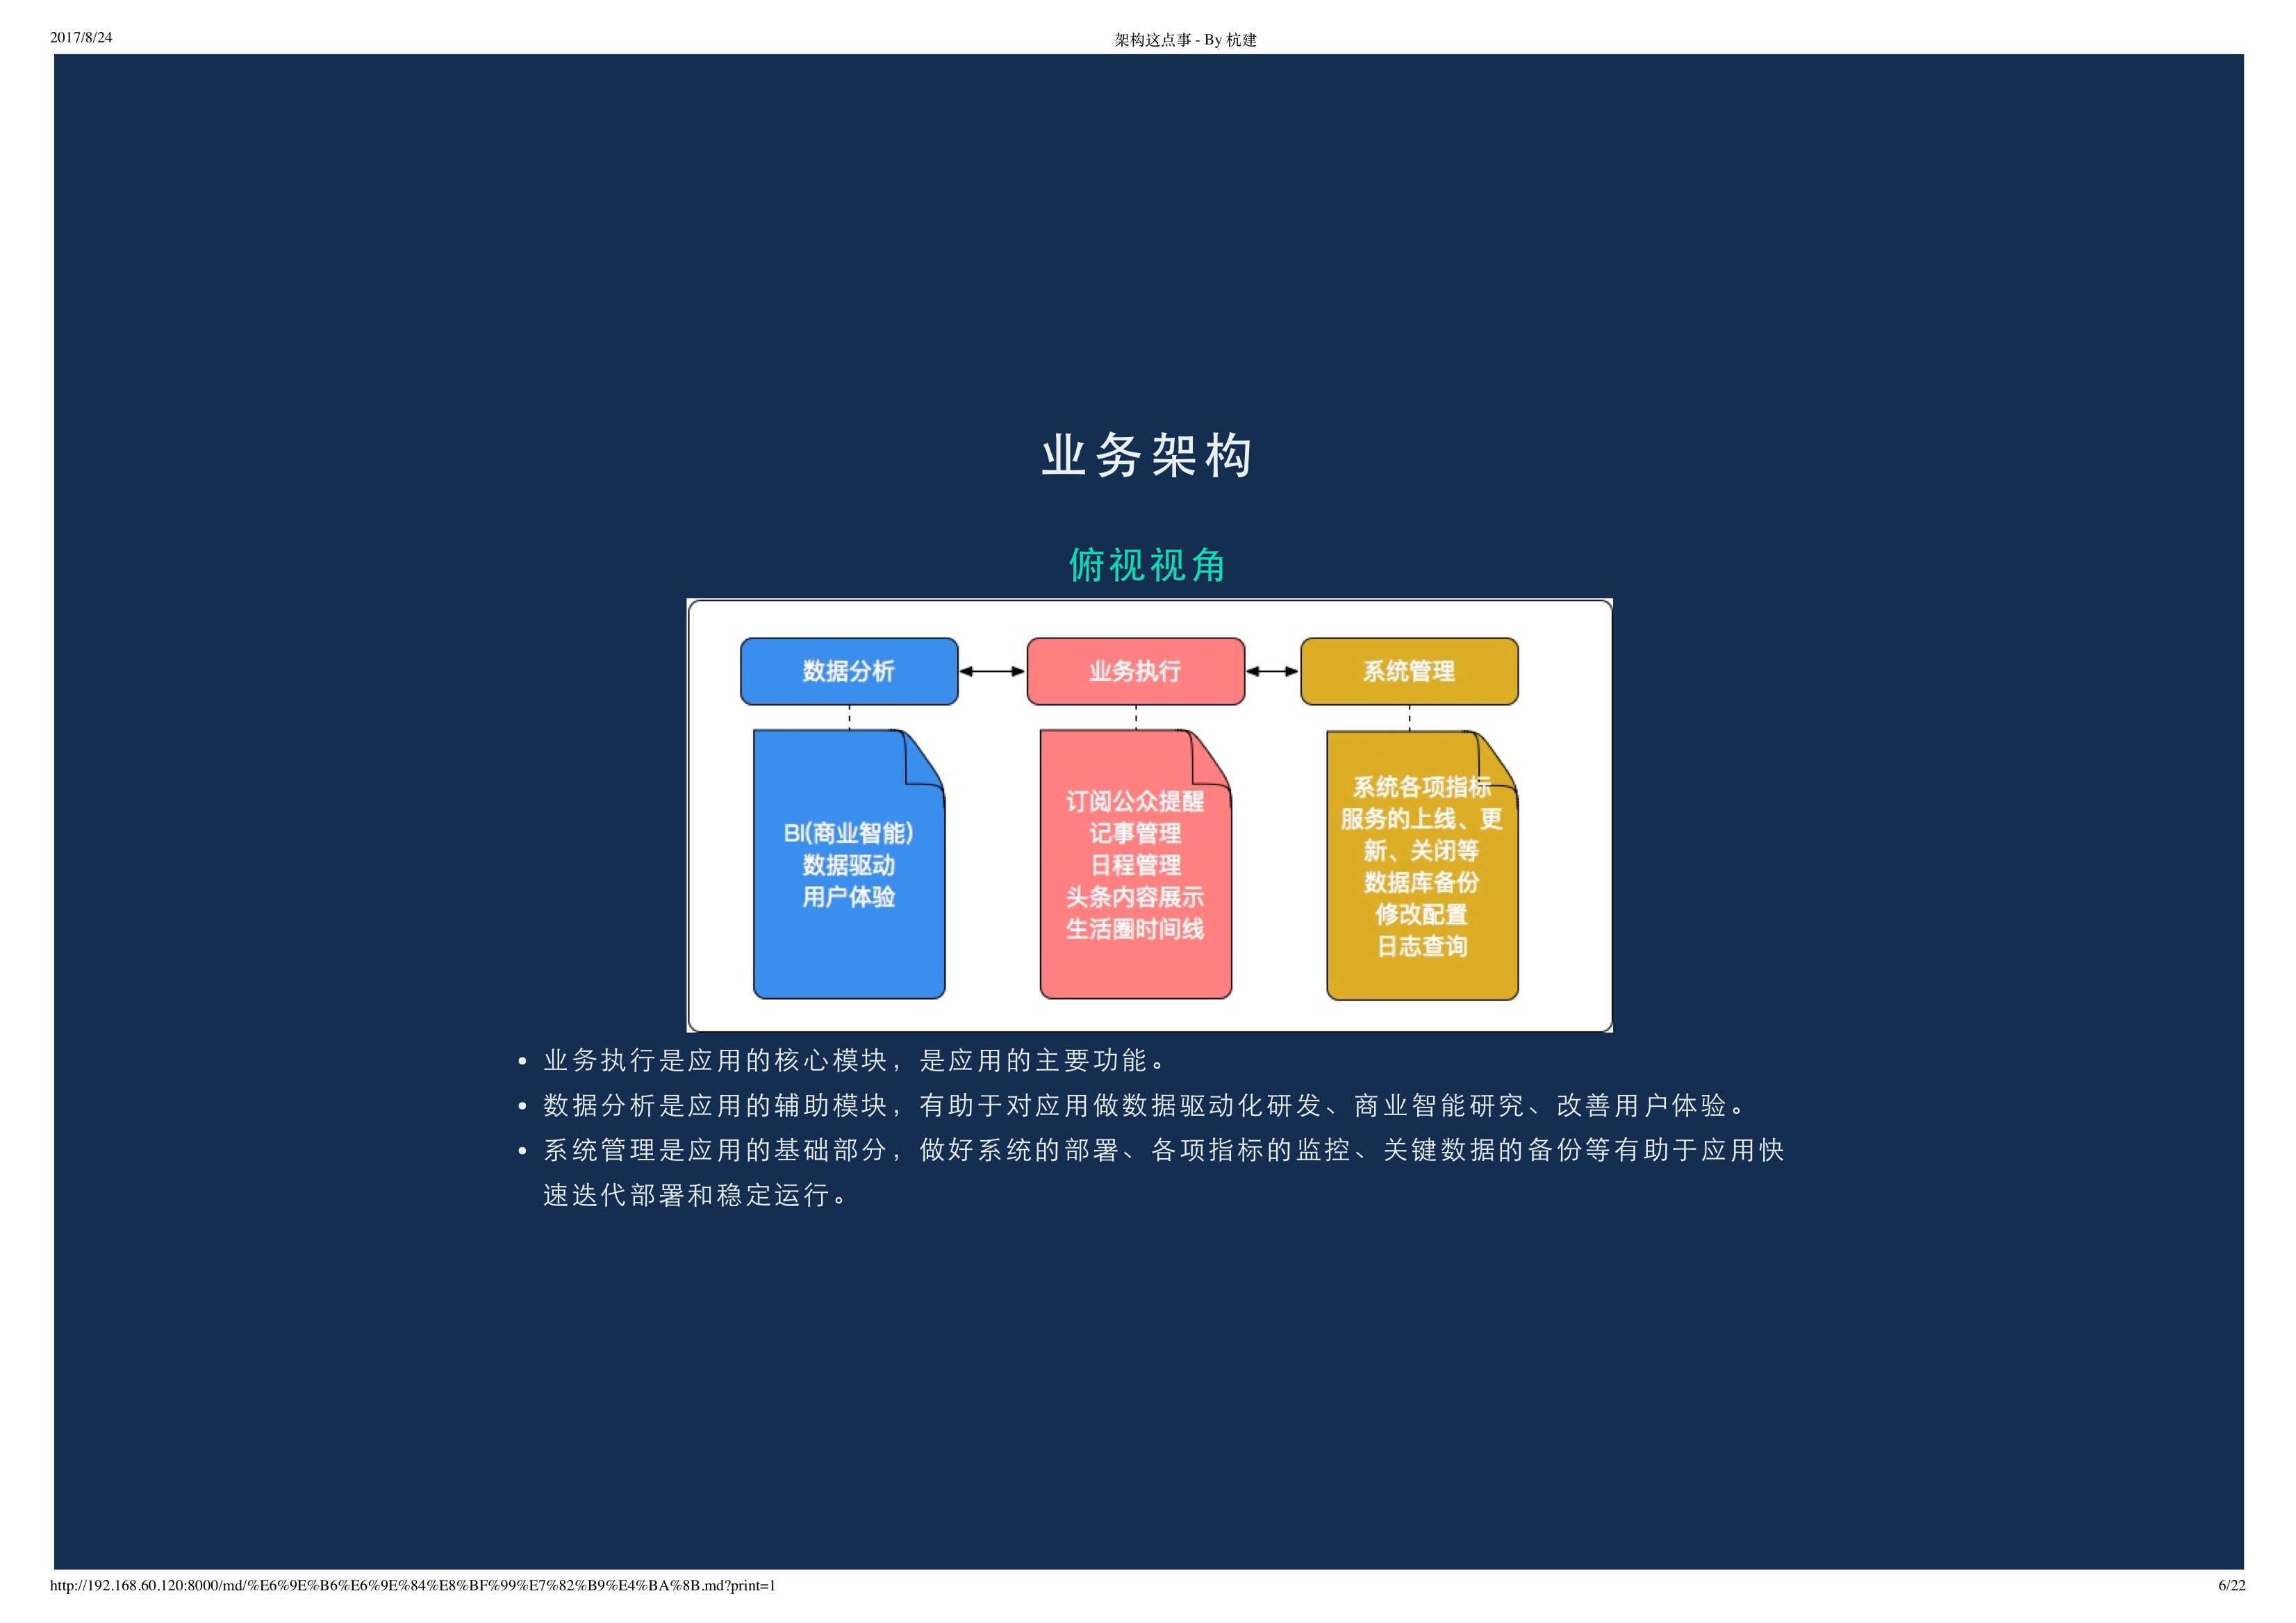 2017/8/24
架构这点事 - By 杭建
业务架构
俯视视角
数据分析
业务执行
系统管理
BI(商业智能)
数据驱动
用户体验
订阅公众提醒
记事管理
日程管理
头条内容展示
生活圈时间线
系统各项指标
服务的上线、更
新、关闭等
数据库备份
修改配置
日志查询
• 业务执行是应用的核心模块，是应用的主要功能。
• 数据分析是应用的辅助模块，有助于对应用做数据驱动化研发、商业智能研究、改善用户体验。
• 系统管理是应用的基础部分，做好系统的部署、各项指标的监控、关键数据的备份等有助于应用快
速迭代部署和稳定运行。
http://192.168.60.120:8000/md/%E6%9E%B6%E6%9E%84%E8%BF%99%E7%82%B9%E4%BA%8B.md?print=1
6/22